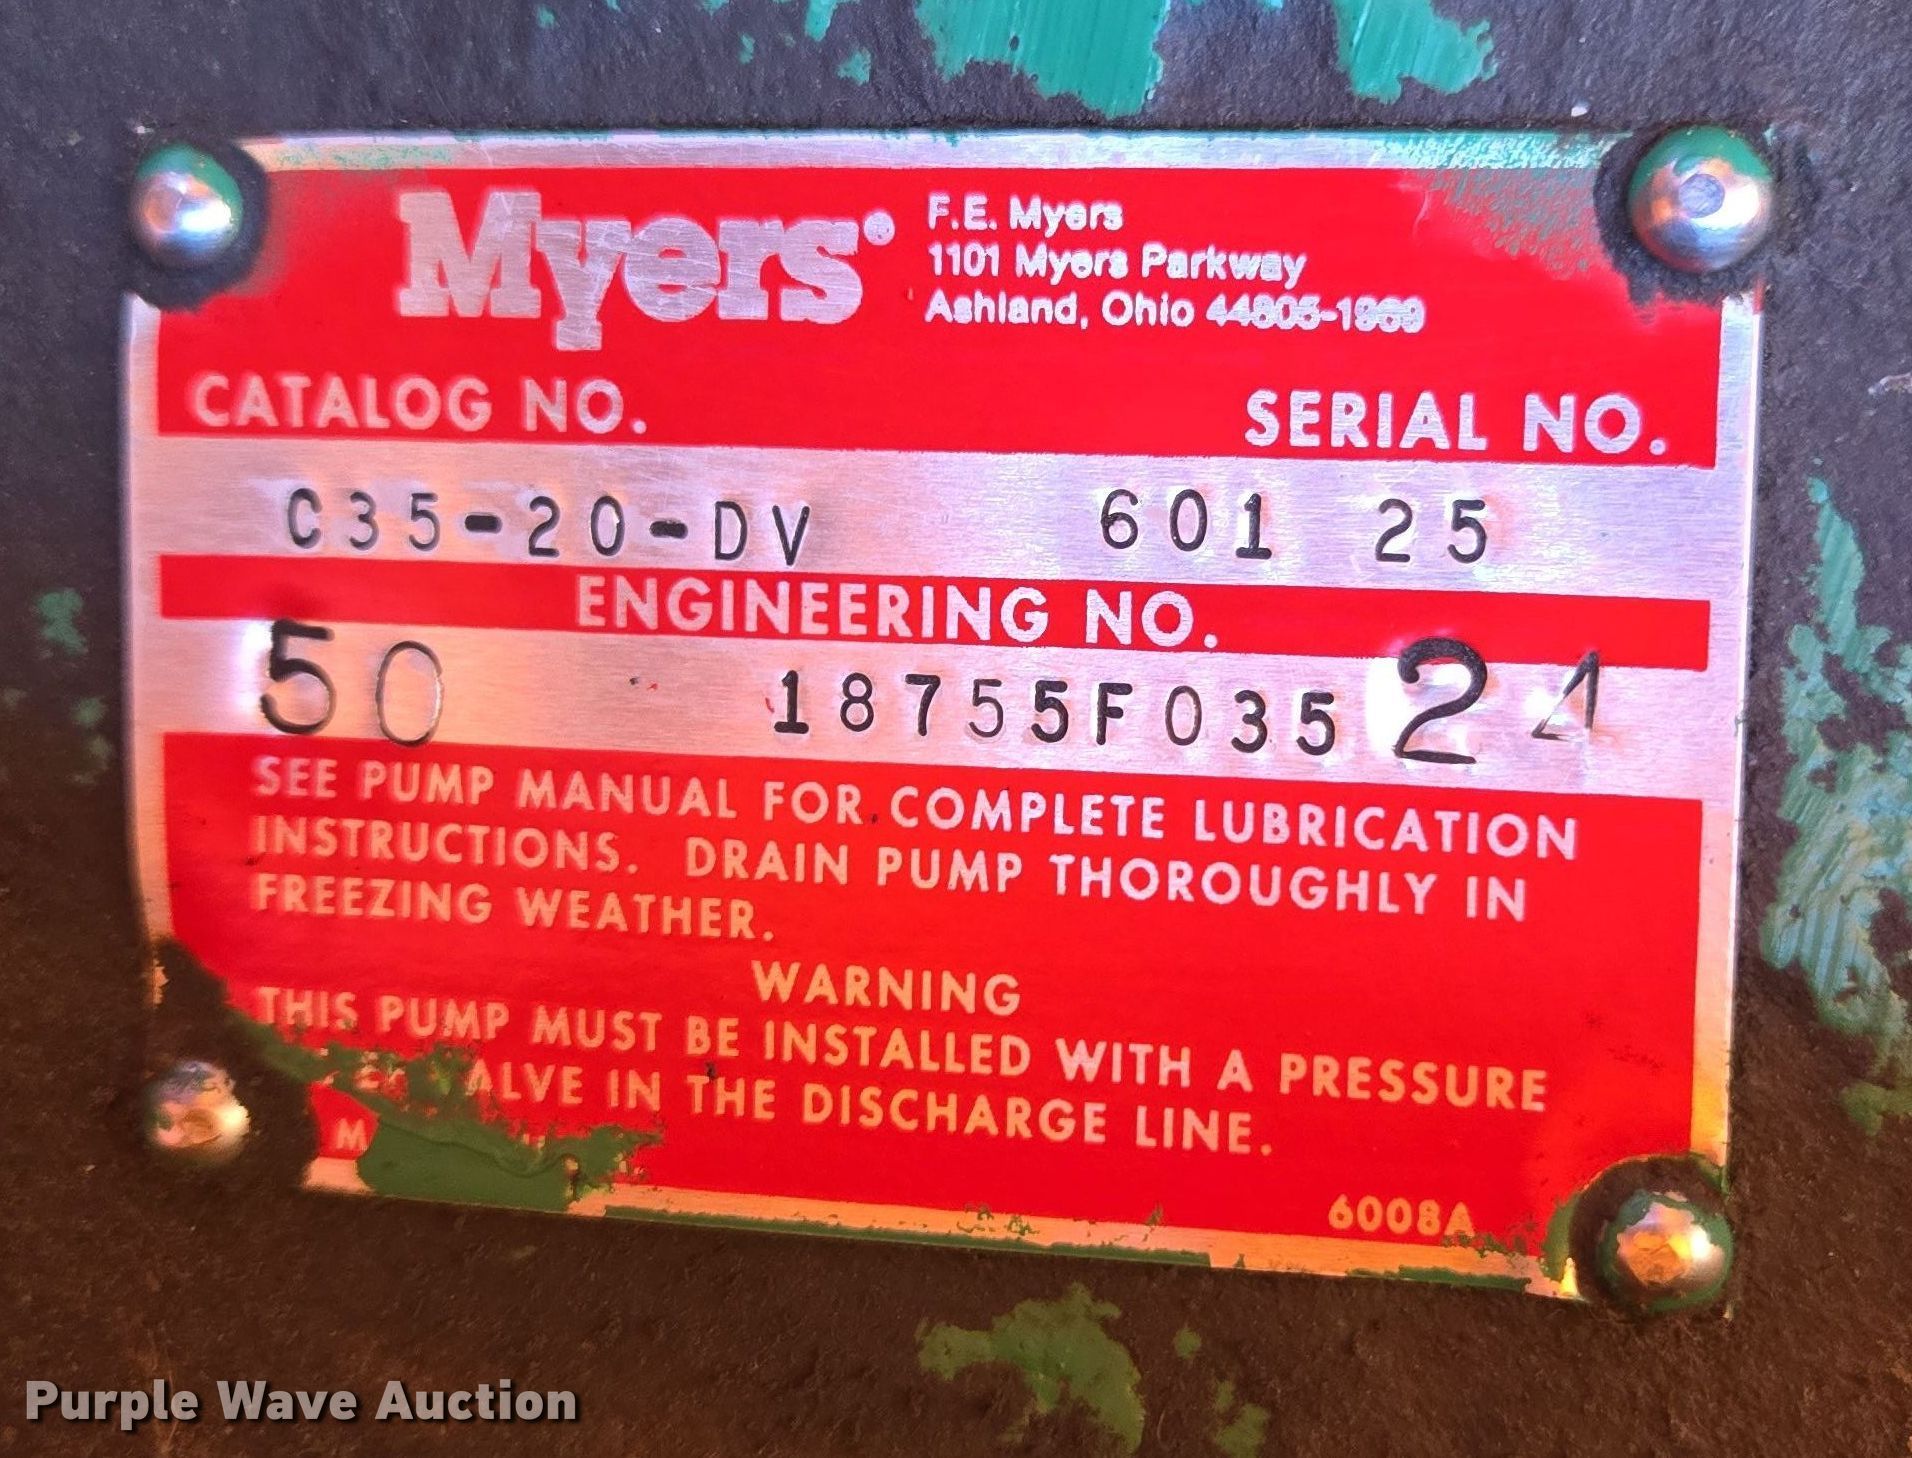 Myers®
F.E. Myers
1101 Myers Parkway
Ashland, Ohio 44805-1969
CATALOG NO. SERIAL NO.
C35-20-DV 601 25
ENGINEERING NO.
50 18755F035 24
SEE PUMP MANUAL FOR COMPLETE LUBRICATION
INSTRUCTIONS. DRAIN PUMP THOROUGHLY IN
FREEZING WEATHER.
WARNING
THIS PUMP MUST BE INSTALLED WITH A PRESSURE
VALVE IN THE DISCHARGE LINE.
6008A
Purple Wave Auction